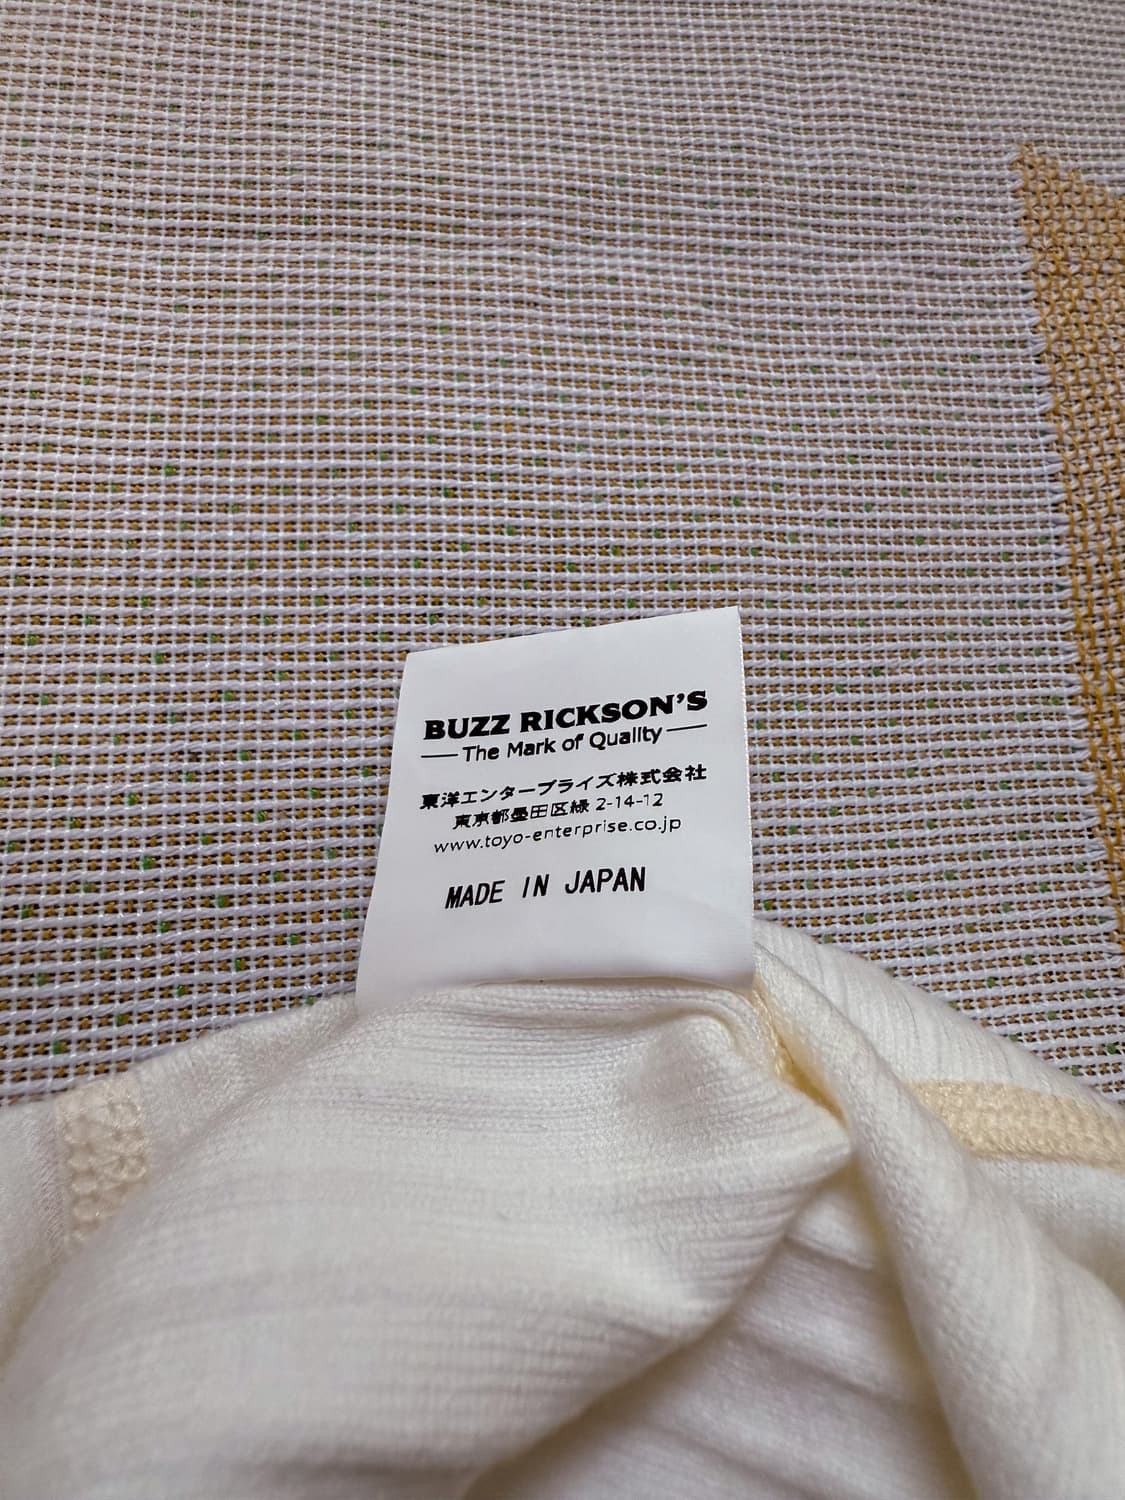 BUZZ RICKSON'S
The Mark of Quality
東洋エンタープライズ株式会社
東京都墨田区緑 2-14-12
www.toyo-enterprise.co.jp
MADE IN JAPAN